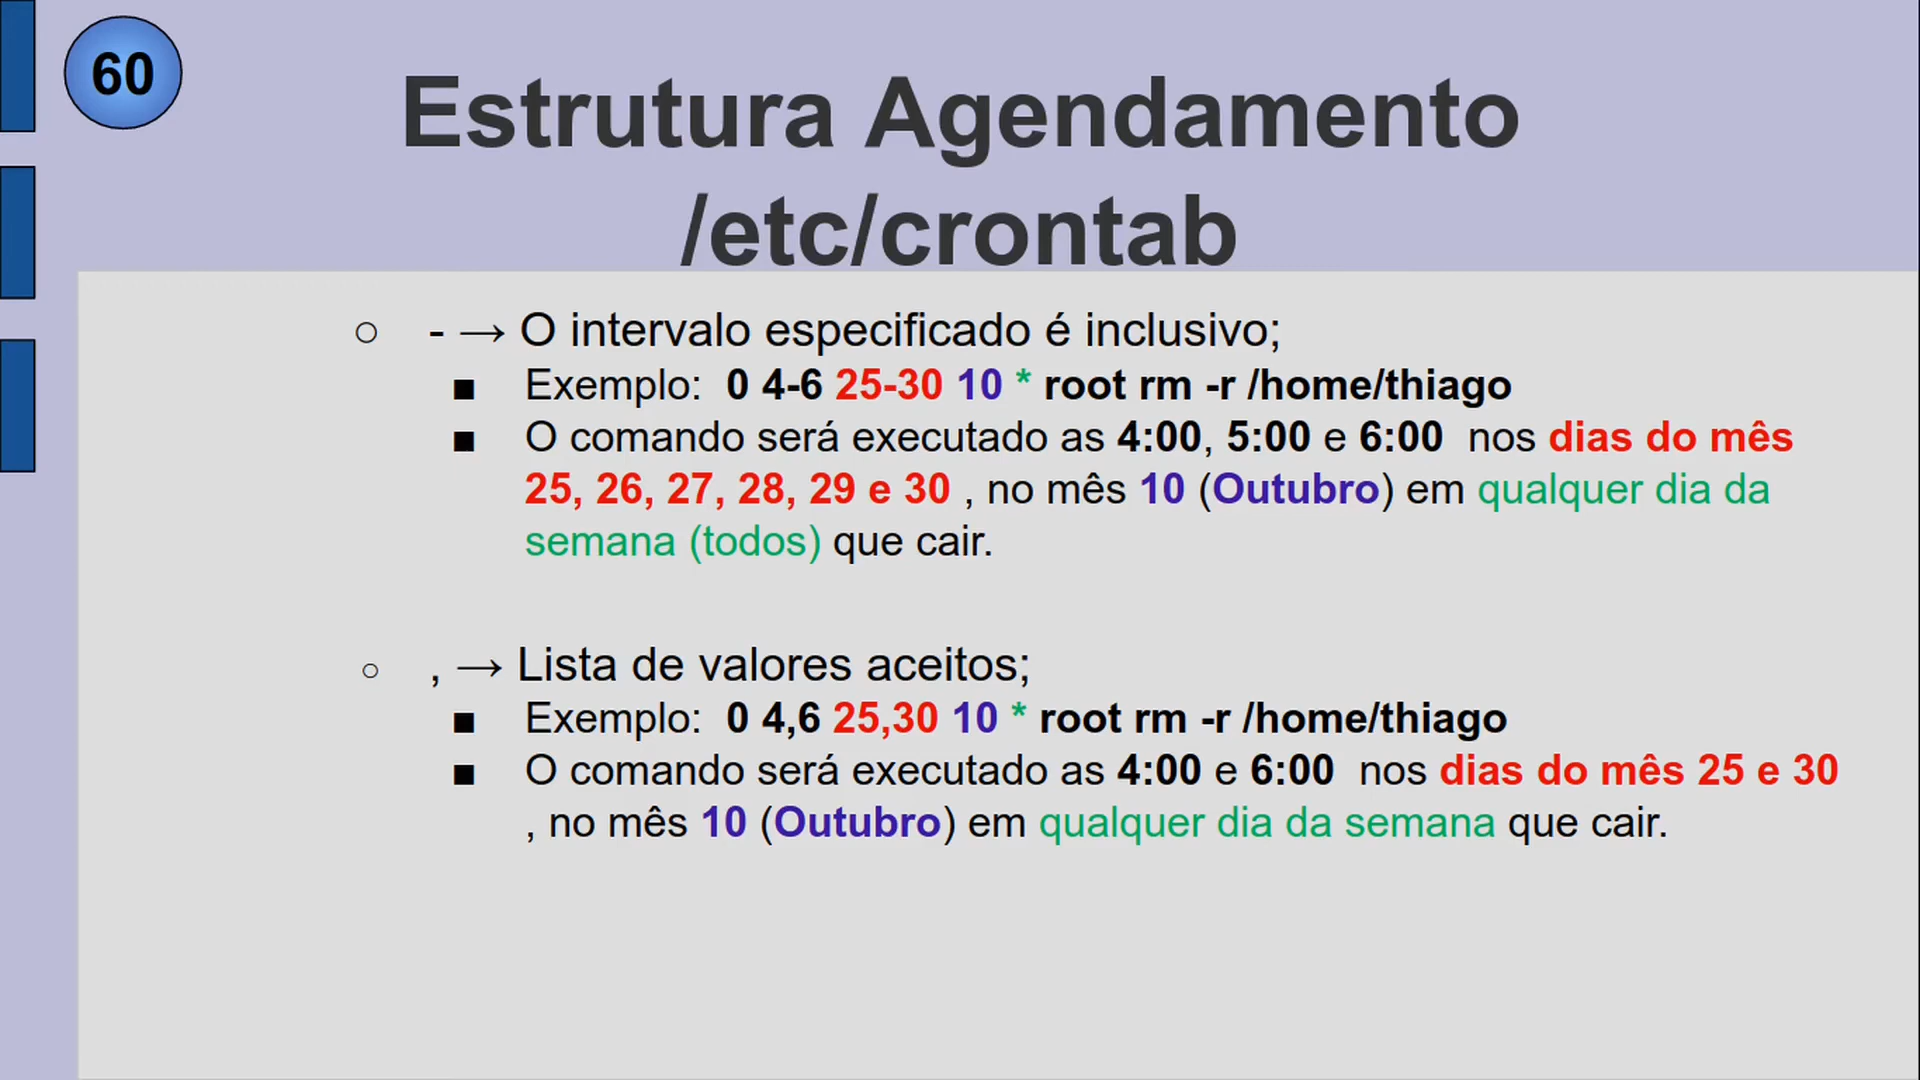 60
Estrutura Agendamento
/etc/crontab
○ - → O intervalo especificado é inclusivo;
■ Exemplo: 0 4-6 25-30 10 * root rm -r /home/thiago
■ O comando será executado as 4:00, 5:00 e 6:00 nos dias do mês
25, 26, 27, 28, 29 e 30 , no mês 10 (Outubro) em qualquer dia da
semana (todos) que cair.
○ , → Lista de valores aceitos;
■ Exemplo: 0 4,6 25,30 10 * root rm -r /home/thiago
■ O comando será executado as 4:00 e 6:00 nos dias do mês 25 e 30
, no mês 10 (Outubro) em qualquer dia da semana que cair.